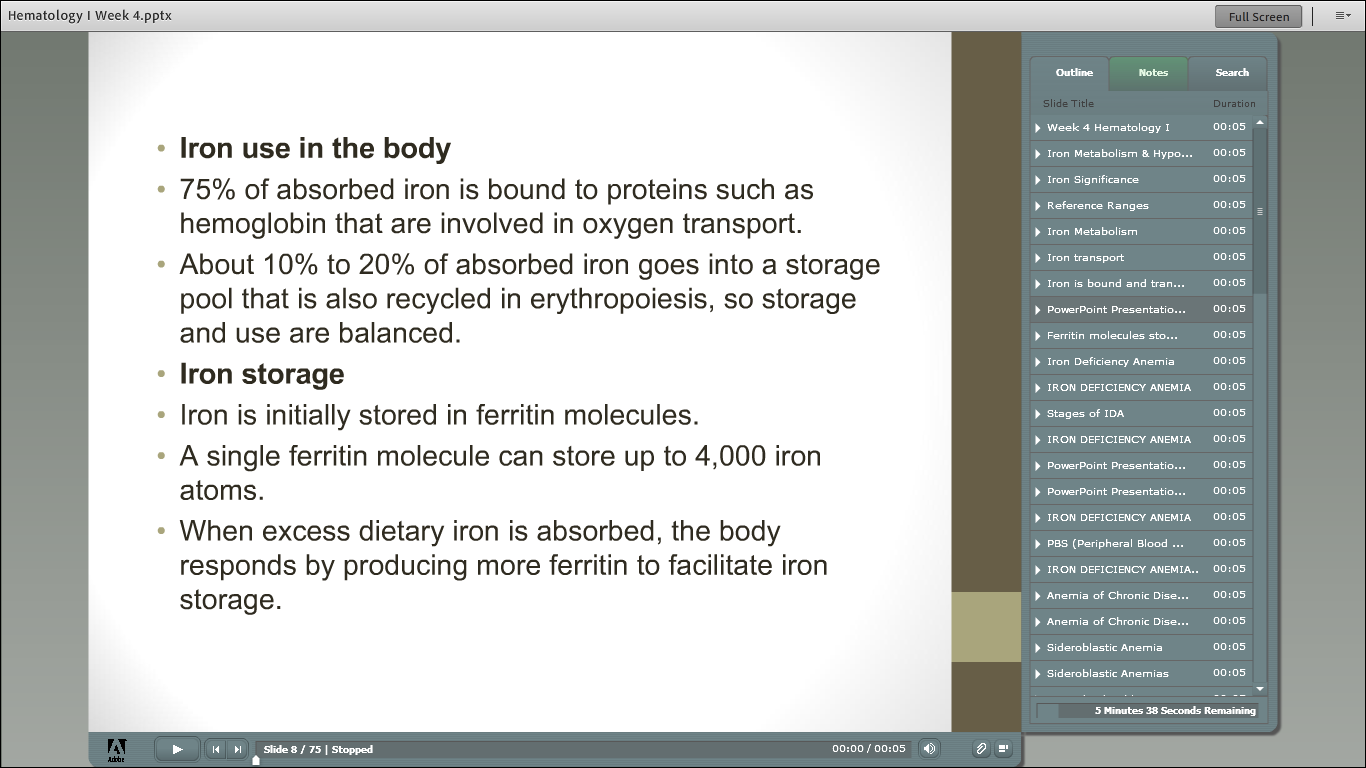 Hematology I Week 4.pptx
Full Screen
• Iron use in the body
• 75% of absorbed iron is bound to proteins such as
hemoglobin that are involved in oxygen transport.
• About 10% to 20% of absorbed iron goes into a storage
pool that is also recycled in erythropoiesis, so storage
and use are balanced.
• Iron storage
• Iron is initially stored in ferritin molecules.
• A single ferritin molecule can store up to 4,000 iron
atoms.
• When excess dietary iron is absorbed, the body
responds by producing more ferritin to facilitate iron
storage.
Outline Notes Search
Slide Title Duration
Week 4 Hematology I 00:05
Iron Metabolism & Hypo... 00:05
Iron Significance 00:05
Reference Ranges 00:05
Iron Metabolism 00:05
Iron transport 00:05
Iron is bound and tran... 00:05
PowerPoint Presentatio... 00:05
Ferritin molecules sto... 00:05
Iron Deficiency Anemia 00:05
IRON DEFICIENCY ANEMIA 00:05
Stages of IDA 00:05
IRON DEFICIENCY ANEMIA 00:05
PowerPoint Presentatio... 00:05
PowerPoint Presentatio... 00:05
IRON DEFICIENCY ANEMIA 00:05
PBS (Peripheral Blood ... 00:05
IRON DEFICIENCY ANEMIA.. 00:05
Anemia of Chronic Dise... 00:05
Anemia of Chronic Dise... 00:05
Sideroblastic Anemia 00:05
Sideroblastic Anemias 00:05
5 Minutes 38 Seconds Remaining
Adobe
Slide 8 / 75 | Stopped 00:00 / 00:05